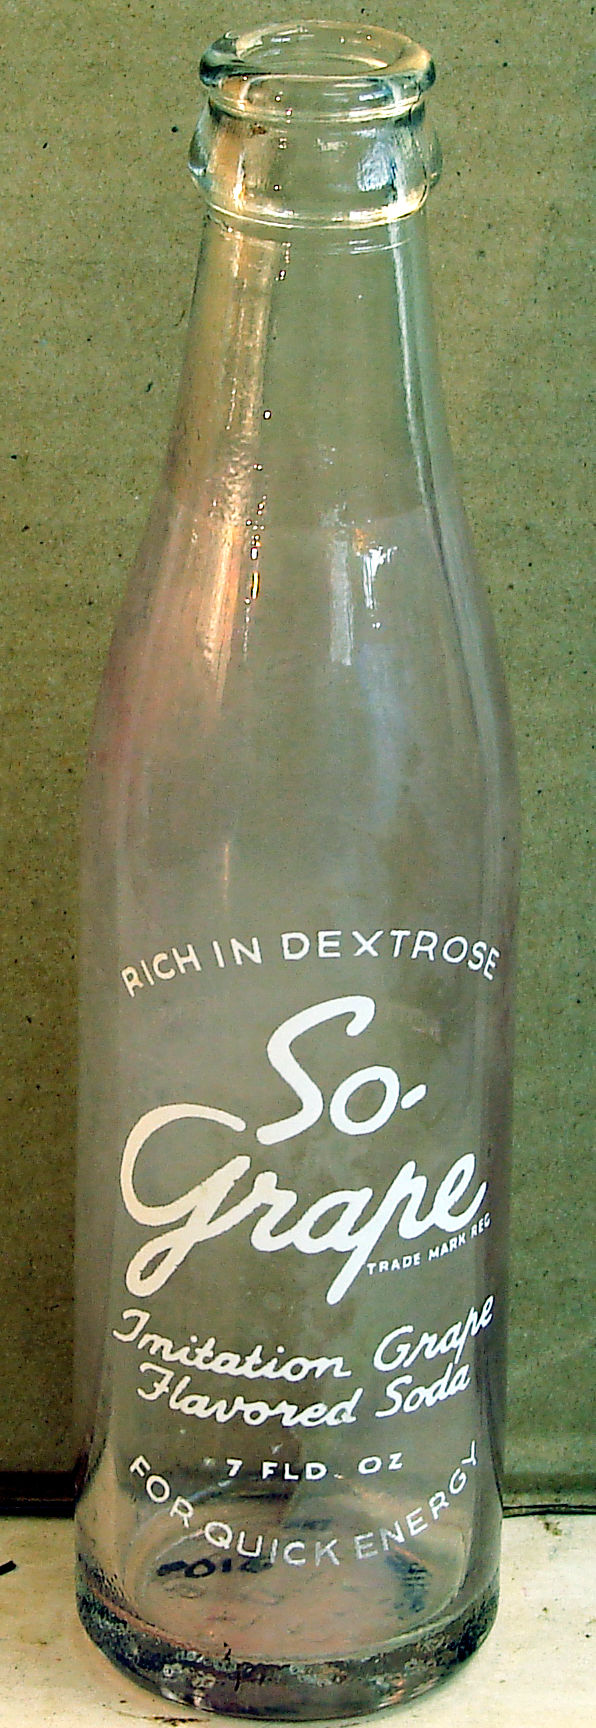 RICH IN DEXTROSE
So-
Grape
TRADE MARK REG
Imitation Grape
Flavored Soda
7 FLD. OZ
FOR QUICK ENERGY